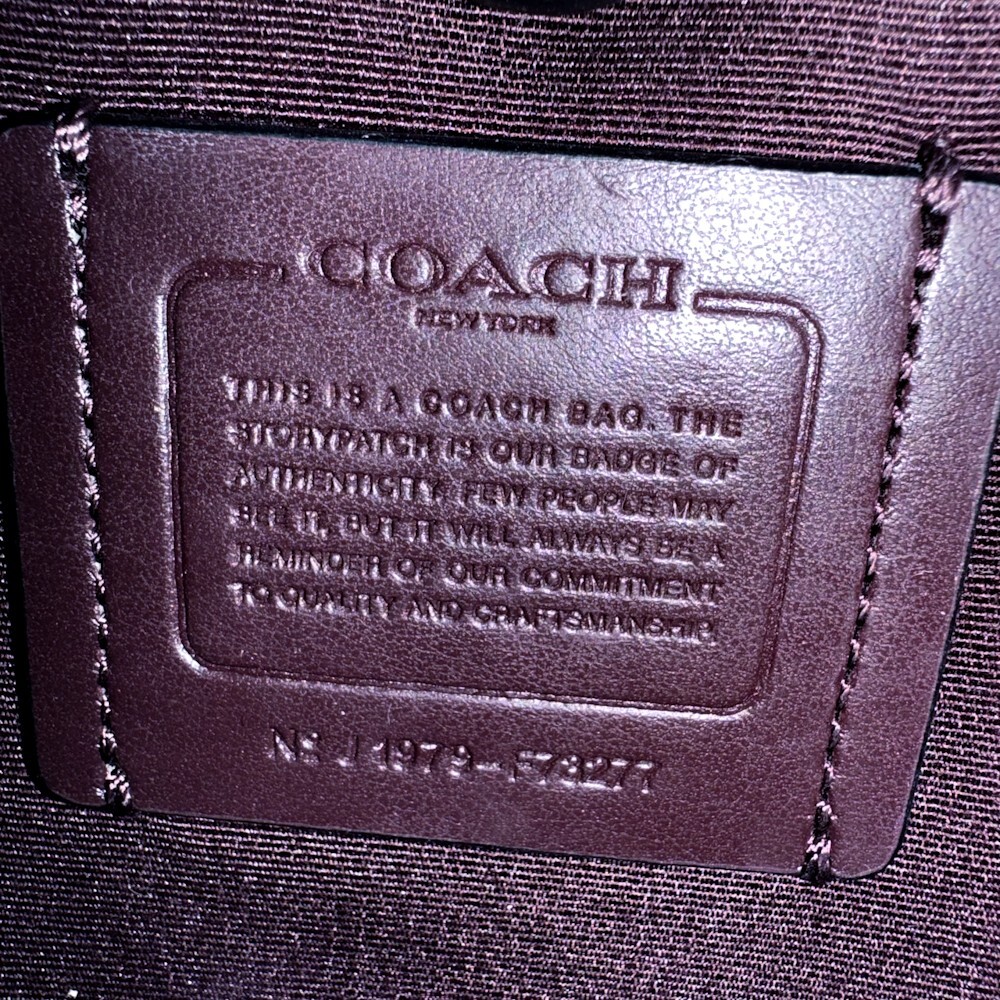 COACH
NEW YORK
THIS IS A COACH BAG. THE
STORYPATCH IS OUR BADGE OF
AUTHENTICITY. FEW PEOPLE MAY
SEE IT, BUT IT WILL ALWAYS BE A
REMINDER OF OUR COMMITMENT
TO QUALITY AND CRAFTSMANSHIP.
Nº J1979-F73277